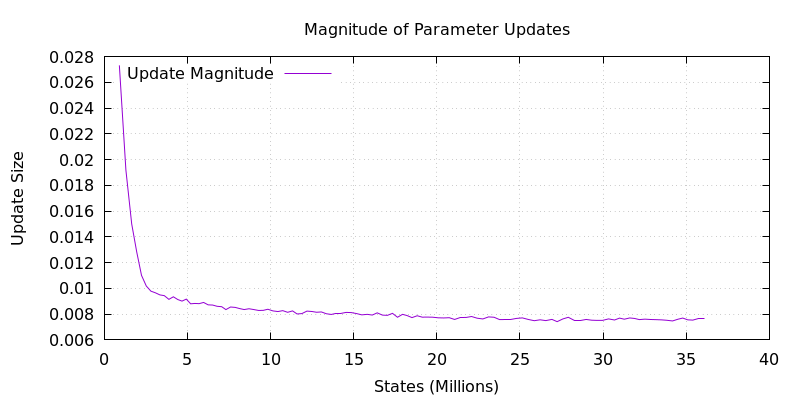 Magnitude of Parameter Updates
Update Magnitude
Update Size
0.028
0.026
0.024
0.022
0.02
0.018
0.016
0.014
0.012
0.01
0.008
0.006
0 5 10 15 20 25 30 35 40
States (Millions)